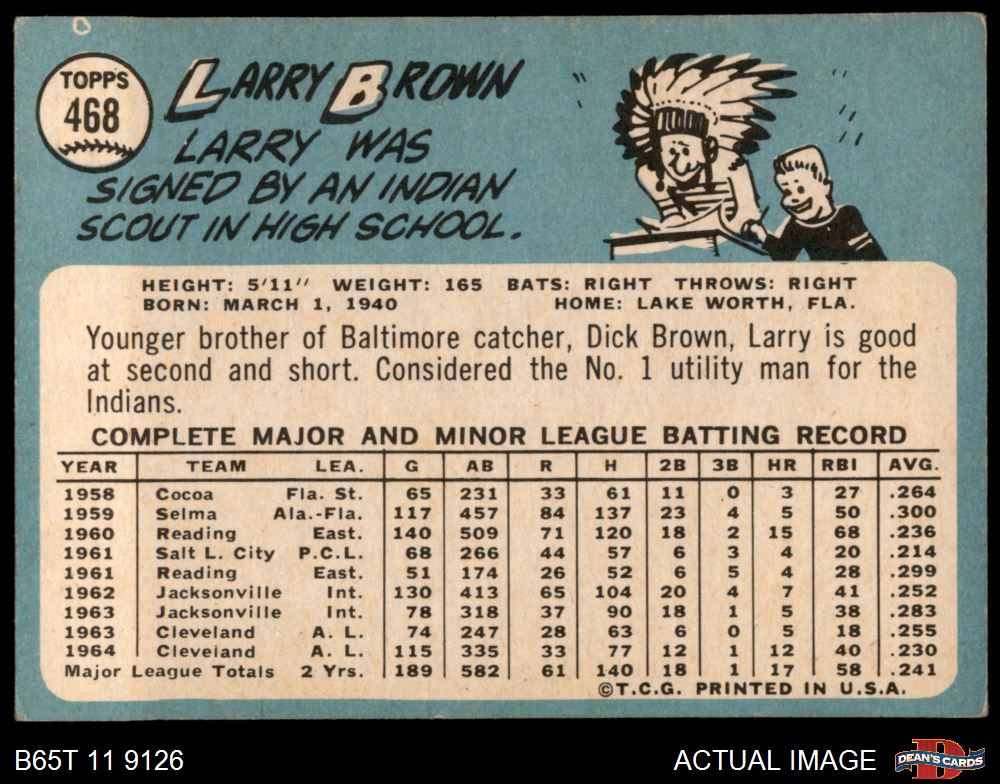 TOPPS
468
LARRY BROWN
LARRY WAS
SIGNED BY AN INDIAN
SCOUT IN HIGH SCHOOL.
HEIGHT: 5'11" WEIGHT: 165 BATS: RIGHT THROWS: RIGHT
BORN: MARCH 1, 1940 HOME: LAKE WORTH, FLA.
Younger brother of Baltimore catcher, Dick Brown, Larry is good
at second and short. Considered the No. 1 utility man for the
Indians.
COMPLETE MAJOR AND MINOR LEAGUE BATTING RECORD
YEAR TEAM LEA. G AB R H 2B 3B HR RBI AVG.
1958 Cocoa Fla. St. 65 231 33 61 11 0 3 27 .264
1959 Selma Ala.-Fla. 117 457 84 137 23 4 5 50 .300
1960 Reading East. 140 509 71 120 18 2 15 68 .236
1961 Salt L. City P.C.L. 68 266 44 57 6 3 4 20 .214
1961 Reading East. 51 174 26 52 6 5 4 28 .299
1962 Jacksonville Int. 130 413 65 104 20 4 7 41 .252
1963 Jacksonville Int. 78 318 37 90 18 1 5 38 .283
1963 Cleveland A. L. 74 247 28 63 6 0 5 18 .255
1964 Cleveland A. L. 115 335 33 77 12 1 12 40 .230
Major League Totals 2 Yrs. 189 582 61 140 18 1 17 58 .241
©T.C.G. PRINTED IN U.S.A.
B65T 11 9126 ACTUAL IMAGE DEAN'S CARDS